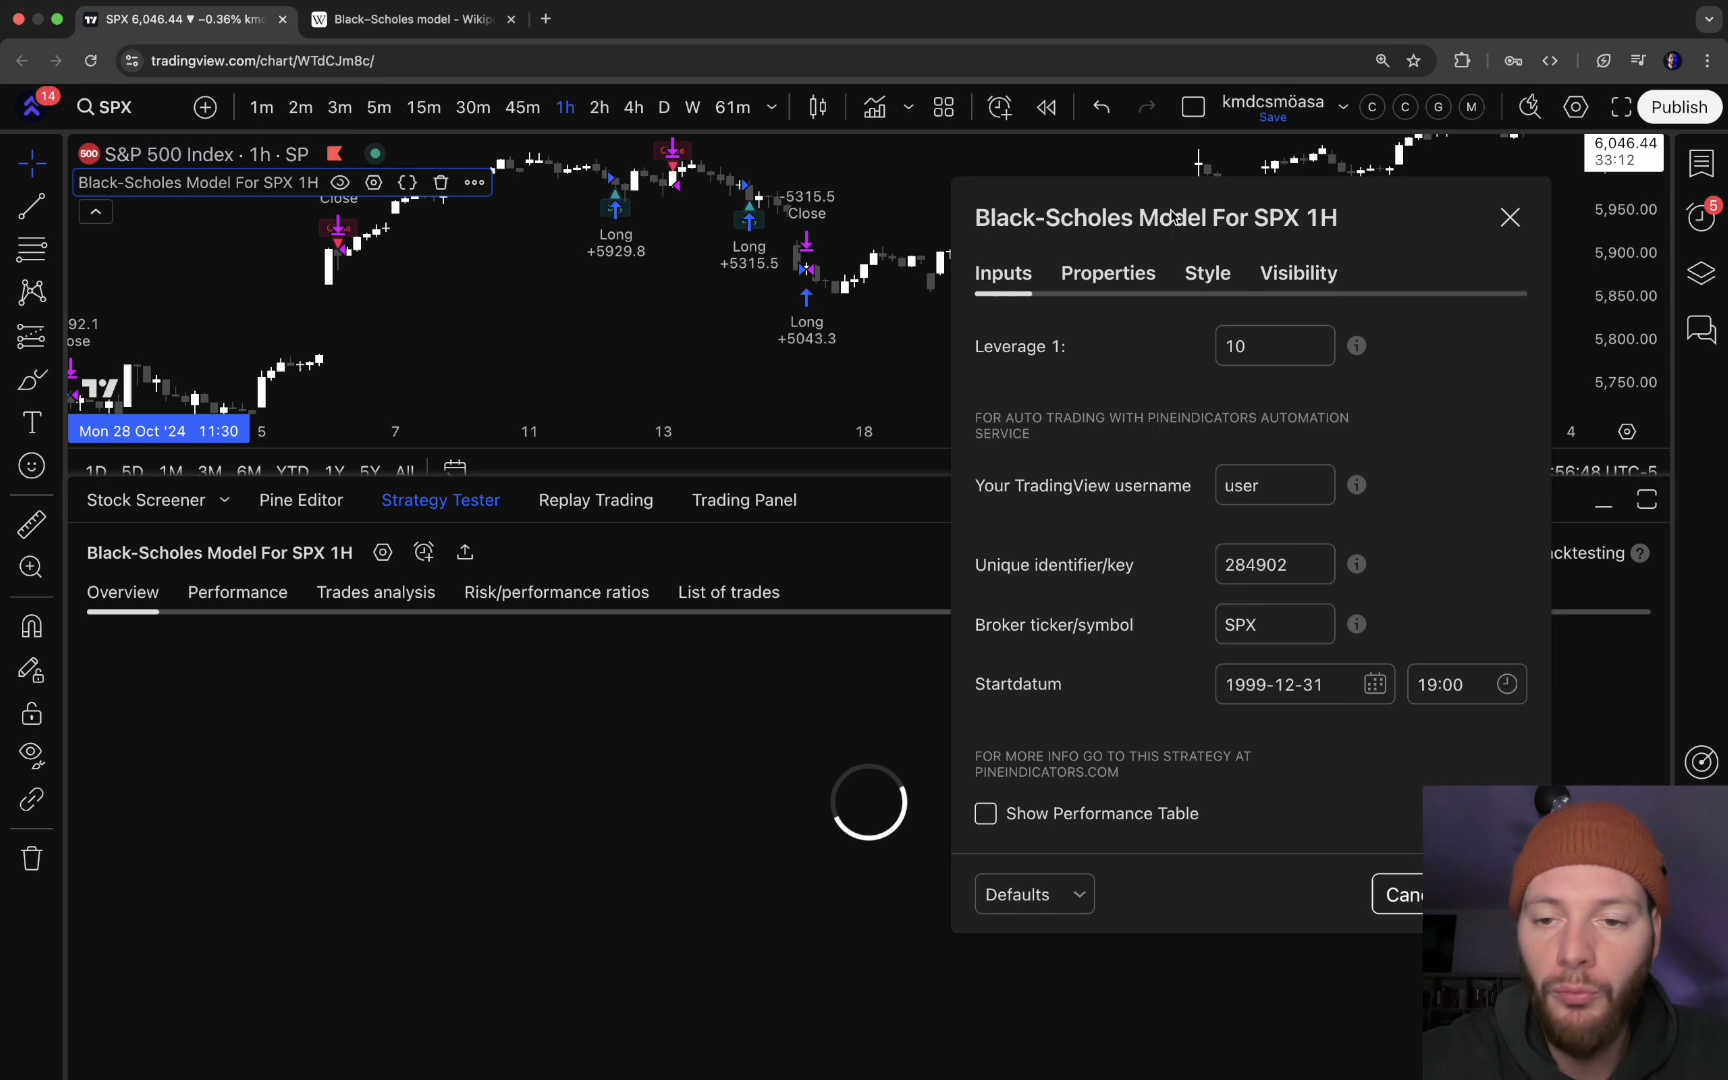 SPX 6,046.44 ▼ −0.36% kmd
Black–Scholes model - Wikip
tradingview.com/chart/WTdCJm8c/
14
SPX
1m 2m 3m 5m 15m 30m 45m 1h 2h 4h D W 61m
kmdcsmöasa
Save
C C G M
Publish
500 S&P 500 Index · 1h · SP
Black-Scholes Model For SPX 1H
Close
Long
+5929.8
Long
+5315.5
-5315.5
Close
Long
+5043.3
92.1
ose
6,046.44
33:12
5,950.00
5,900.00
5,850.00
5,800.00
5,750.00
5
Mon 28 Oct '24 11:30
5 7 11 13 18 4
1D 5D 1M 3M 6M YTD 1Y 5Y All
:56:48 UTC-5
Stock Screener Pine Editor Strategy Tester Replay Trading Trading Panel
Black-Scholes Model For SPX 1H
cktesting
Overview Performance Trades analysis Risk/performance ratios List of trades
Black-Scholes Model For SPX 1H
Inputs Properties Style Visibility
Leverage 1: 10
FOR AUTO TRADING WITH PINEINDICATORS AUTOMATION
SERVICE
Your TradingView username user
Unique identifier/key 284902
Broker ticker/symbol SPX
Startdatum 1999-12-31 19:00
FOR MORE INFO GO TO THIS STRATEGY AT
PINEINDICATORS.COM
Show Performance Table
Defaults
Canc